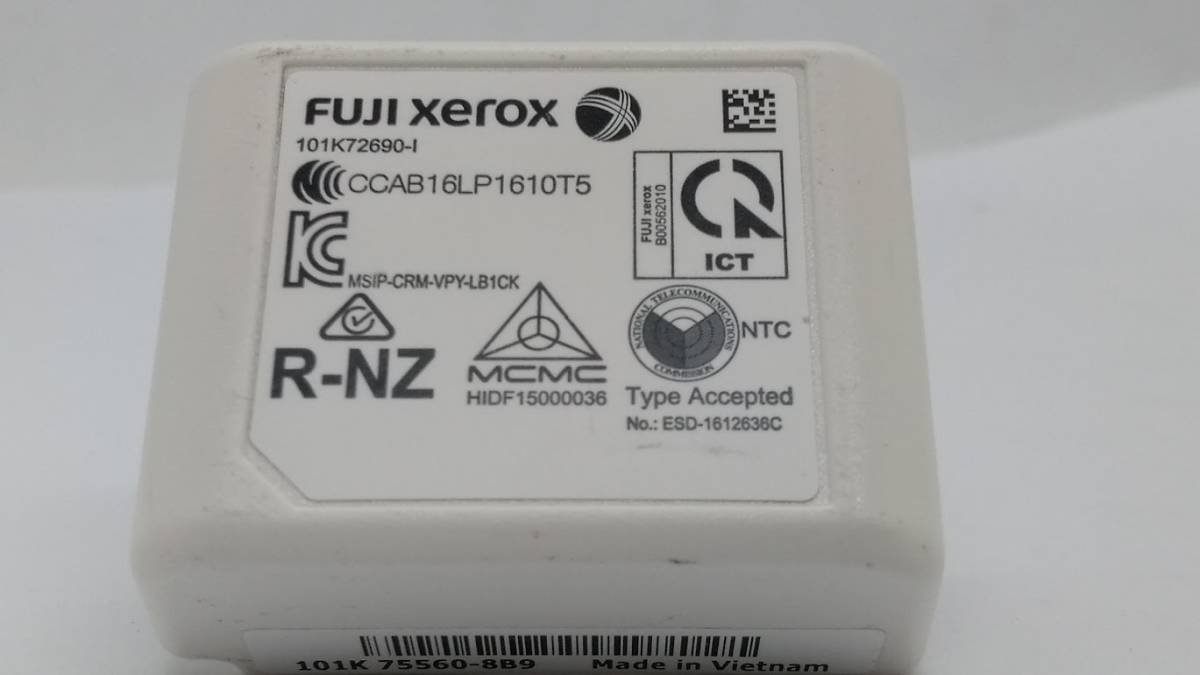 FUJI xerox
101K72690-I
CCAB16LP1610T5
MSIP-CRM-VPY-LB1CK
R-NZ
MCMC
HIDF15000036
FUJI xerox
B00562010
ICT
NATIONAL TELECOMMUNICATIONS
COMMISSION
NTC
Type Accepted
No.: ESD-1612636C
101K 75560-8B9 Made in Vietnam